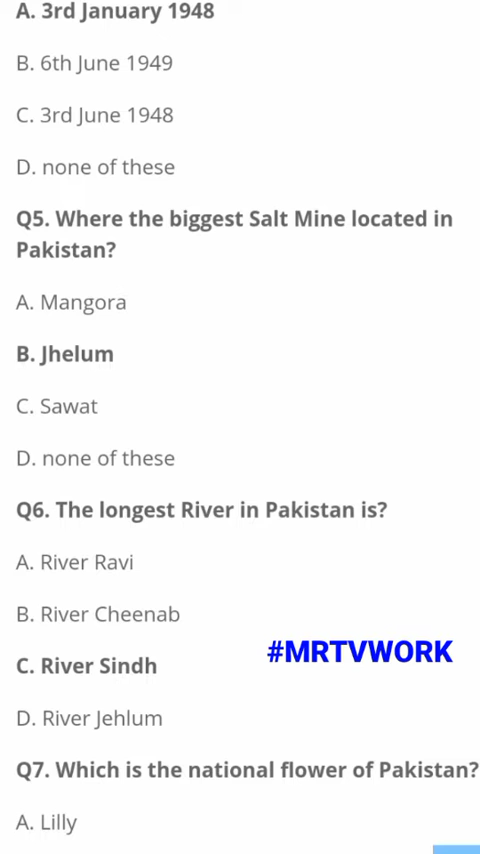 A. 3rd January 1948
B. 6th June 1949
C. 3rd June 1948
D. none of these
Q5. Where the biggest Salt Mine located in
Pakistan?
A. Mangora
B. Jhelum
C. Sawat
D. none of these
Q6. The longest River in Pakistan is?
A. River Ravi
B. River Cheenab
#MRTVWORK
C. River Sindh
D. River Jehlum
Q7. Which is the national flower of Pakistan?
A. Lilly